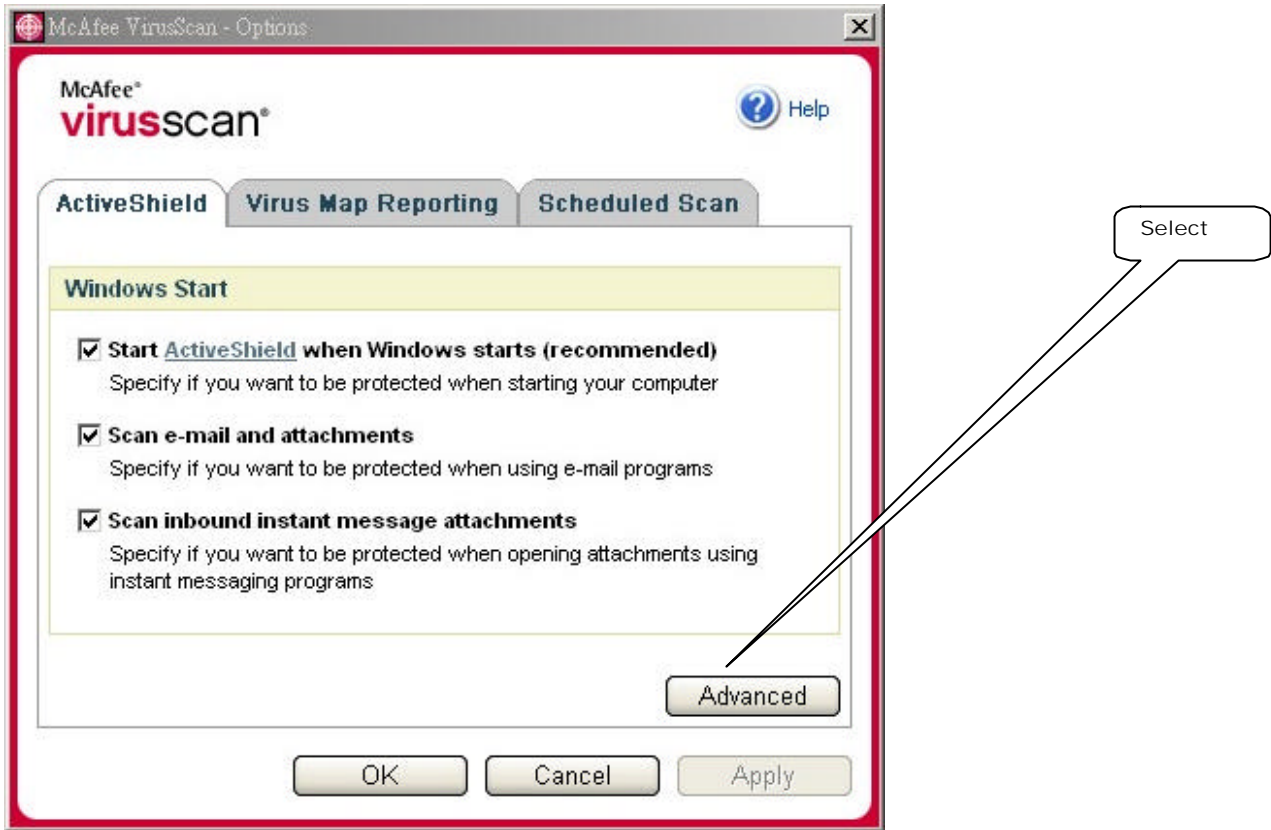 McAfee VirusScan - Options
McAfee®
virusscan®
Help
ActiveShield
Virus Map Reporting
Scheduled Scan
Select
Windows Start
Start ActiveShield when Windows starts (recommended)
Specify if you want to be protected when starting your computer
Scan e-mail and attachments
Specify if you want to be protected when using e-mail programs
Scan inbound instant message attachments
Specify if you want to be protected when opening attachments using
instant messaging programs
Advanced
OK
Cancel
Apply